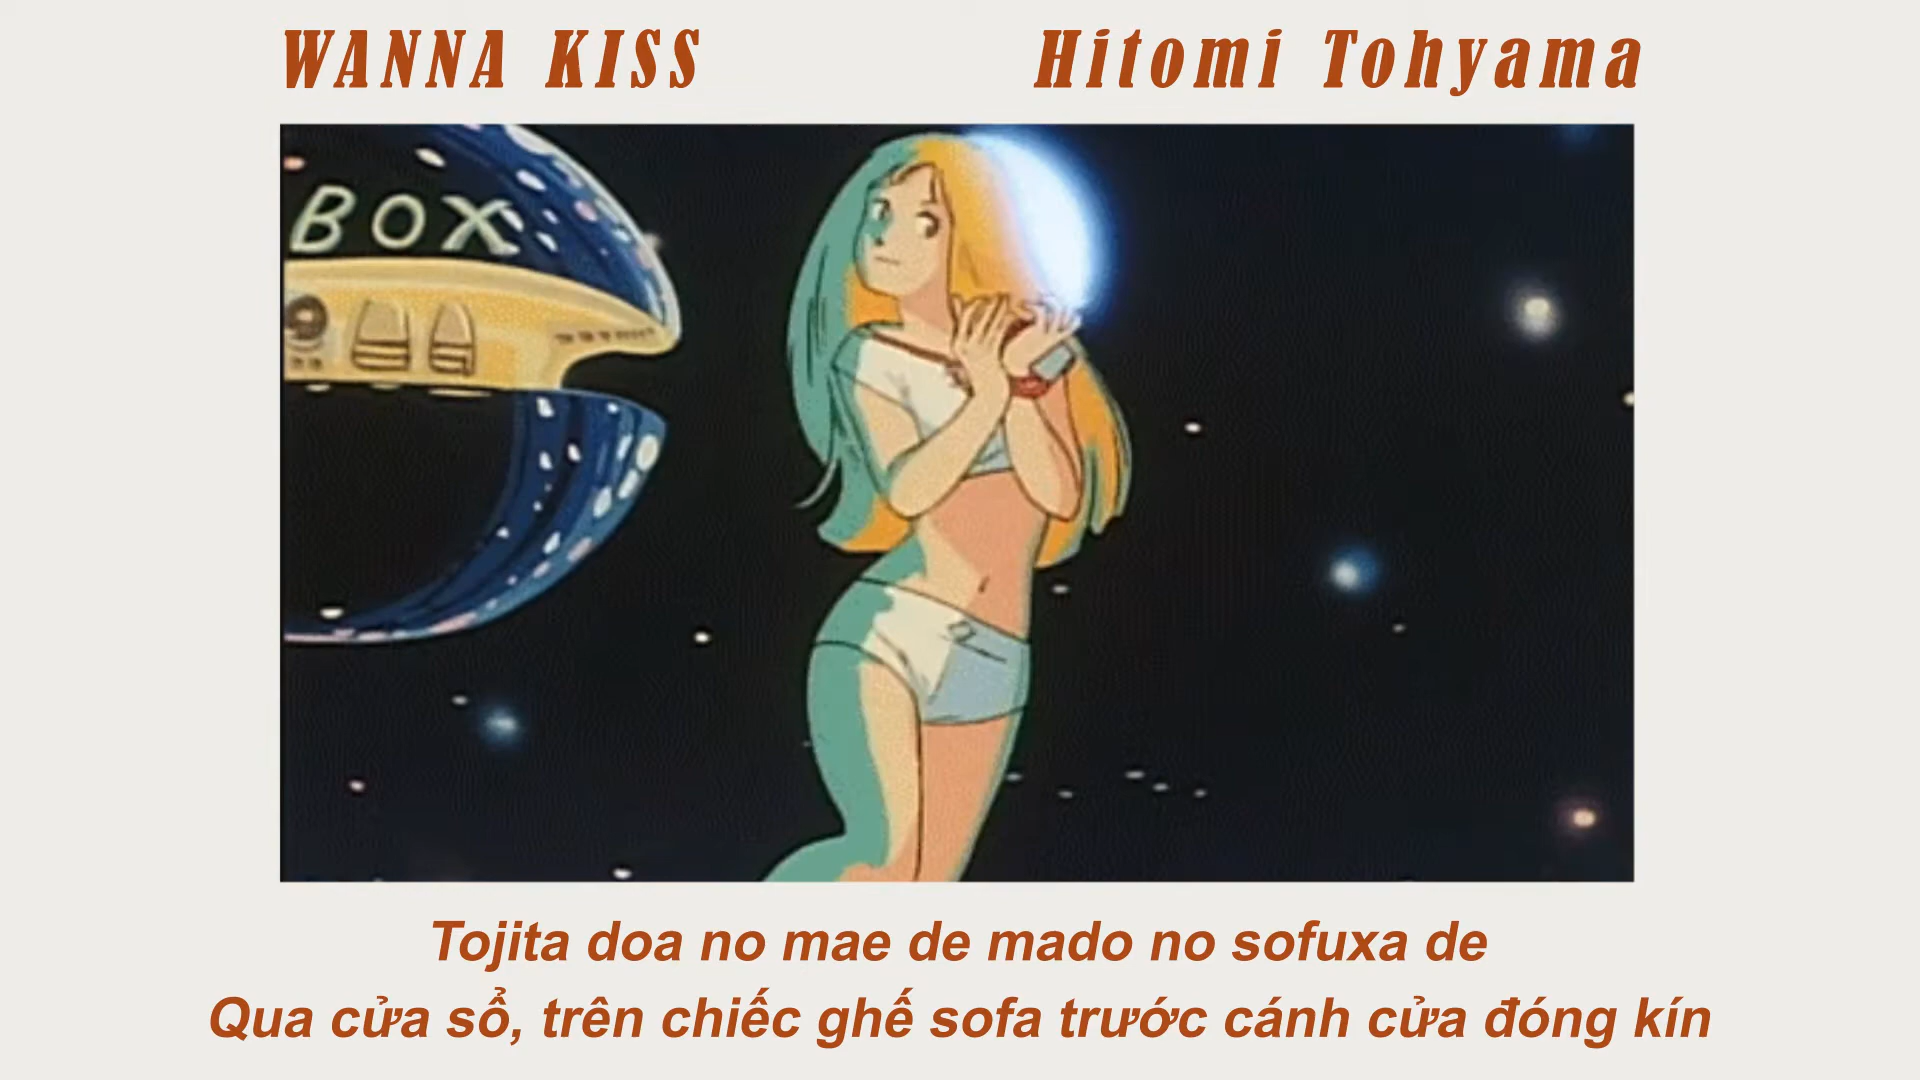 WANNA KISS
Hitomi Tohyama
BOX
Tojita doa no mae de mado no sofuxa de
Qua cửa sổ, trên chiếc ghế sofa trước cánh cửa đóng kín